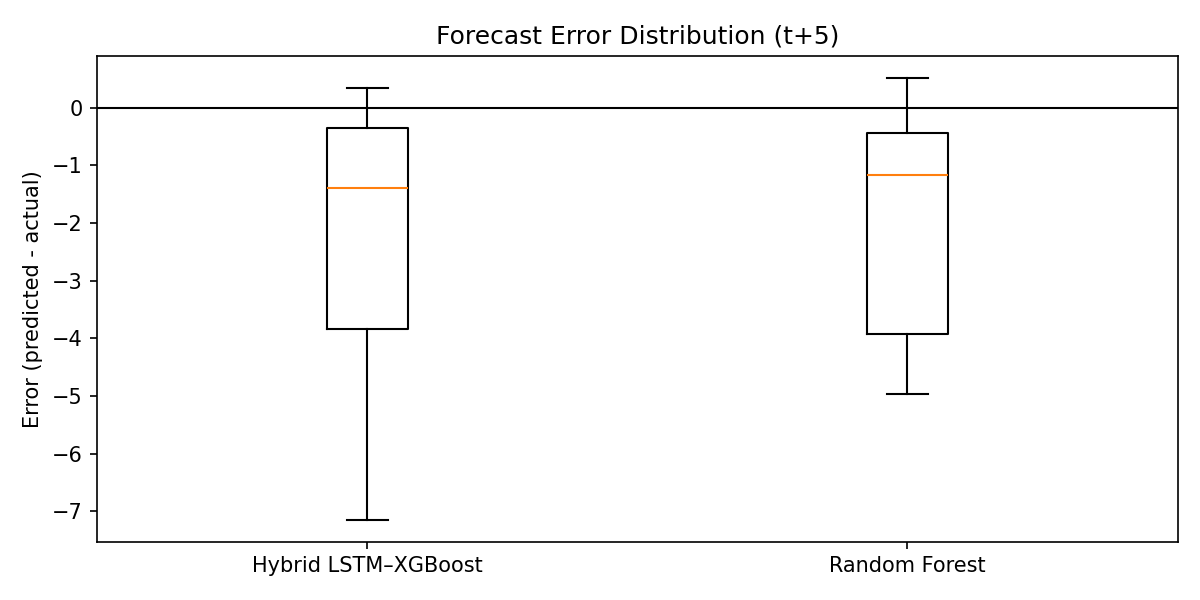 Forecast Error Distribution (t+5)
Error (predicted - actual)
0
−1
−2
−3
−4
−5
−6
−7
Hybrid LSTM–XGBoost
Random Forest